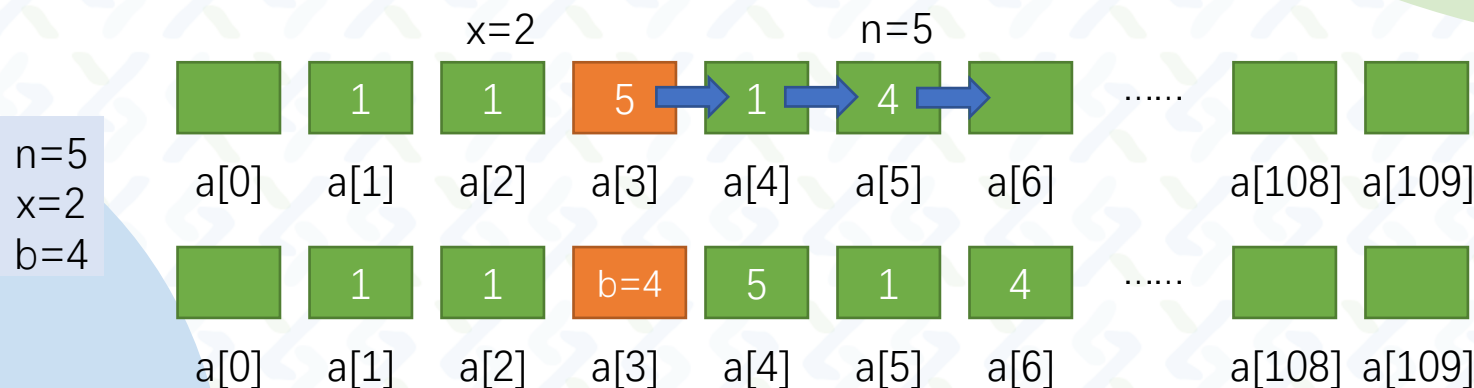 x=2 n=5
1 1 5 1 4 ……
a[0] a[1] a[2] a[3] a[4] a[5] a[6] a[108] a[109]
n=5
x=2
b=4
1 1 b=4 5 1 4 ……
a[0] a[1] a[2] a[3] a[4] a[5] a[6] a[108] a[109]